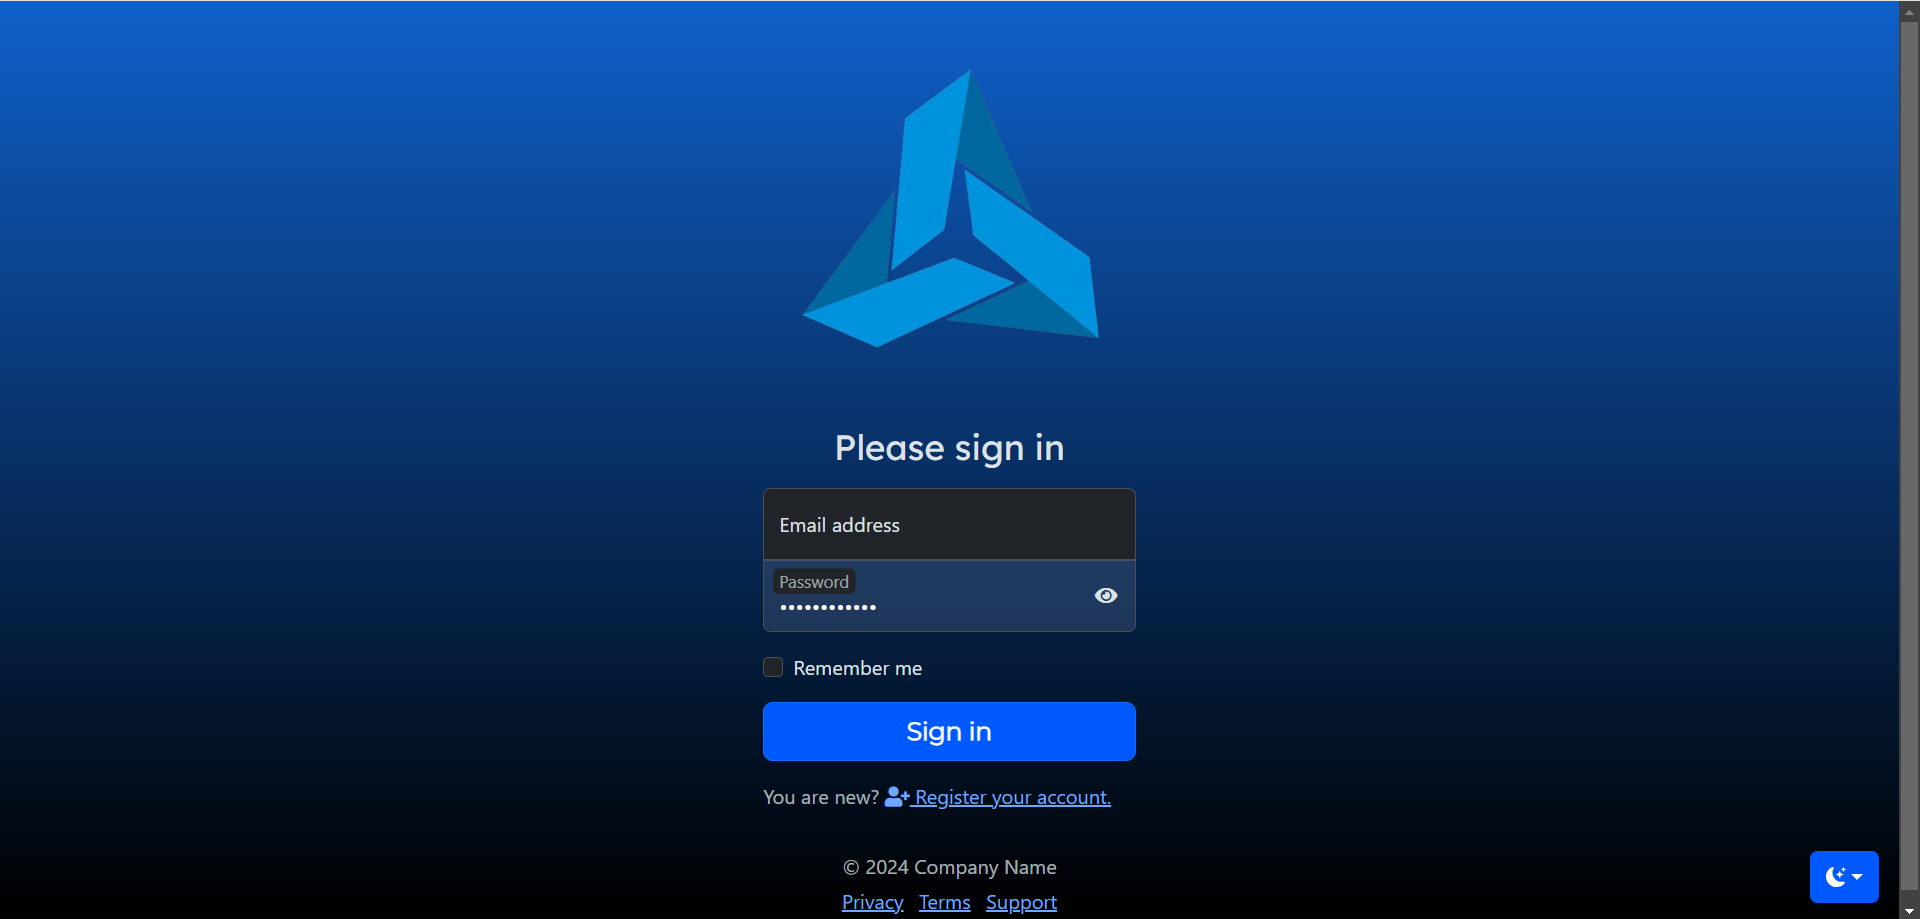 Please sign in
Email address
Password
••••••••••••
Remember me
Sign in
You are new? Register your account.
© 2024 Company Name
Privacy Terms Support